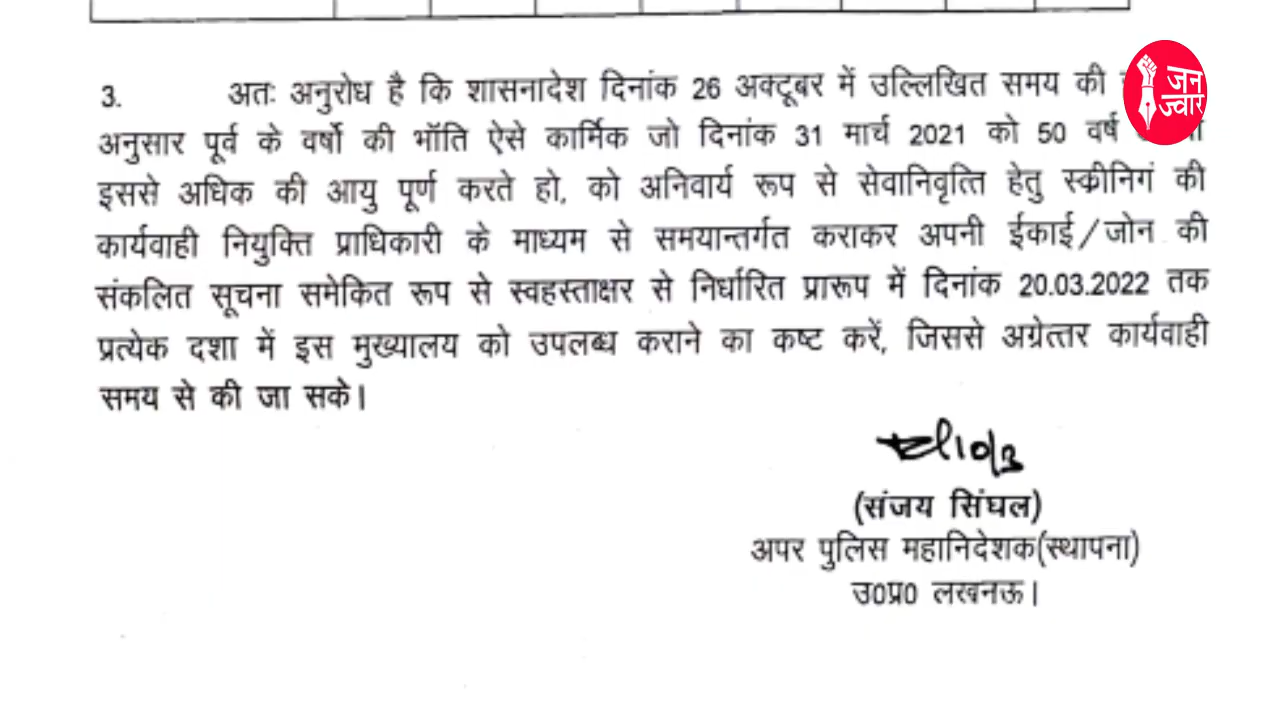 जन
ज्वार
3. अतः अनुरोध है कि शासनादेश दिनांक 26 अक्टूबर में उल्लिखित समय की
अनुसार पूर्व के वर्षो की भॉति ऐसे कार्मिक जो दिनांक 31 मार्च 2021 को 50 वर्ष
इससे अधिक की आयु पूर्ण करते हो, को अनिवार्य रूप से सेवानिवृत्ति हेतु स्क्रीनिगं की
कार्यवाही नियुक्ति प्राधिकारी के माध्यम से समयान्तर्गत कराकर अपनी ईकाई/जोन की
संकलित सूचना समेकित रूप से स्वहस्ताक्षर से निर्धारित प्रारूप में दिनांक 20.03.2022 तक
प्रत्येक दशा में इस मुख्यालय को उपलब्ध कराने का कष्ट करें, जिससे अग्रेत्तर कार्यवाही
समय से की जा सके।
(संजय सिंघल)
अपर पुलिस महानिदेशक(स्थापना)
उ0प्र0 लखनऊ।